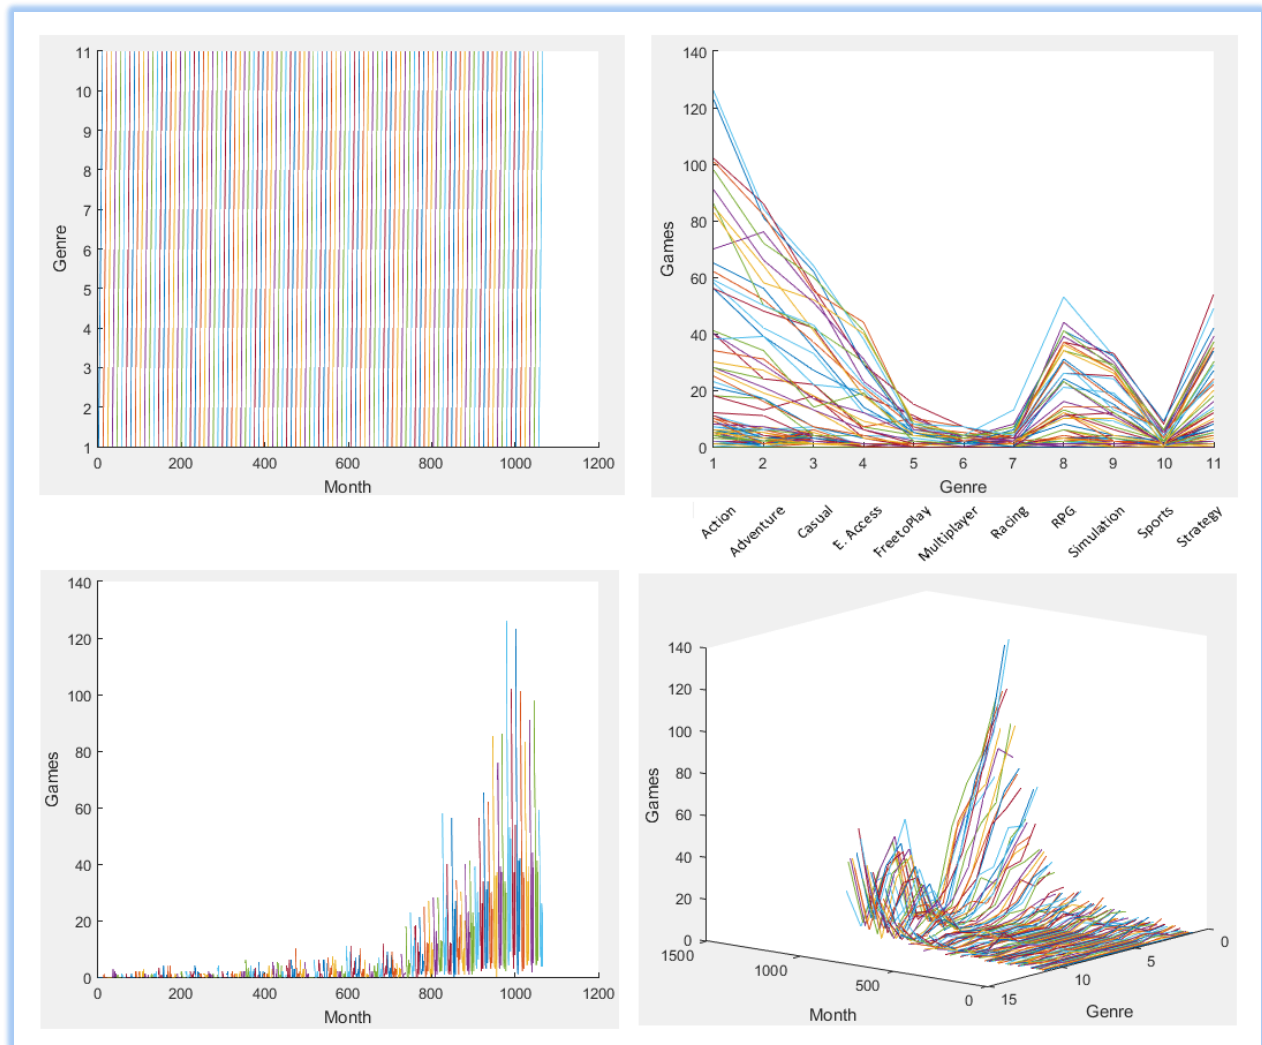 11
10
9
8
7
6
5
4
3
2
1
Genre
0 200 400 600 800 1000 1200
Month
140
120
100
80
60
40
20
0
Games
1 2 3 4 5 6 7 8 9 10 11
Genre
Action Adventure Casual E. Access FreetoPlay Multiplayer Racing RPG Simulation Sports Strategy
140
120
100
80
60
40
20
0
Games
0 200 400 600 800 1000 1200
Month
140
120
100
80
60
40
20
0
Games
1500 1000 500 0
Month
15 10 5 0
Genre